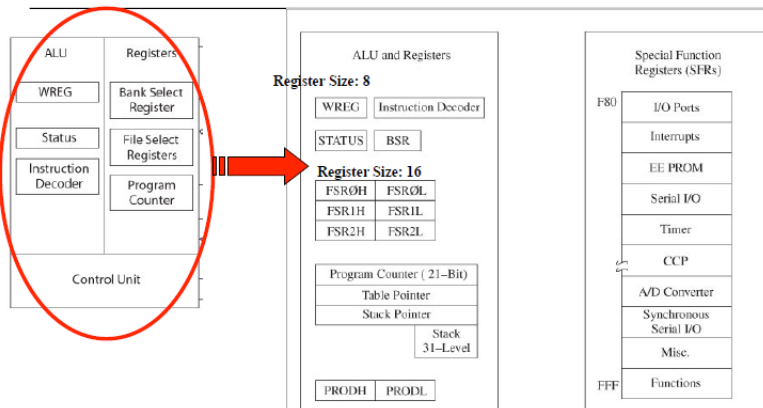 ALU
Registers
WREG
Bank Select
Register
Status
File Select
Registers
Instruction
Decoder
Program
Counter
Control Unit
ALU and Registers
Register Size: 8
WREG
Instruction Decoder
STATUS
BSR
Register Size: 16
FSRØH
FSRØL
FSR1H
FSR1L
FSR2H
FSR2L
Program Counter ( 21–Bit)
Table Pointer
Stack Pointer
Stack
31–Level
PRODH
PRODL
Special Function
Registers (SFRs)
F80
I/O Ports
Interrupts
EE PROM
Serial I/O
Timer
CCP
A/D Converter
Synchronous
Serial I/O
Misc.
FFF
Functions